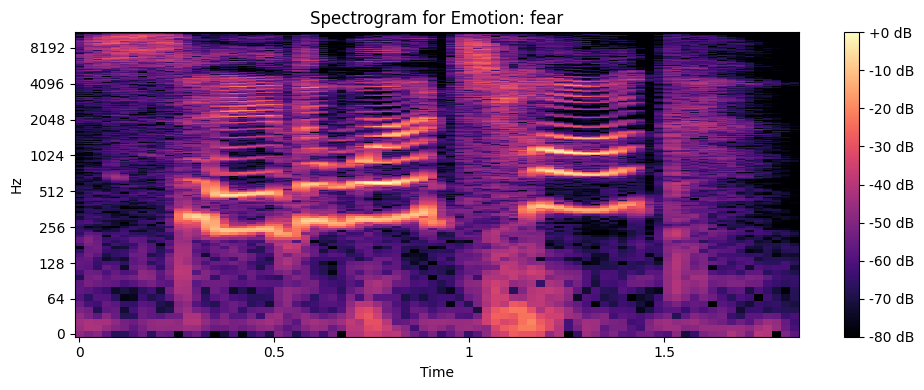 Spectrogram for Emotion: fear
Hz
8192
4096
2048
1024
512
256
128
64
0
0
0.5
1
1.5
Time
+0 dB
-10 dB
-20 dB
-30 dB
-40 dB
-50 dB
-60 dB
-70 dB
-80 dB